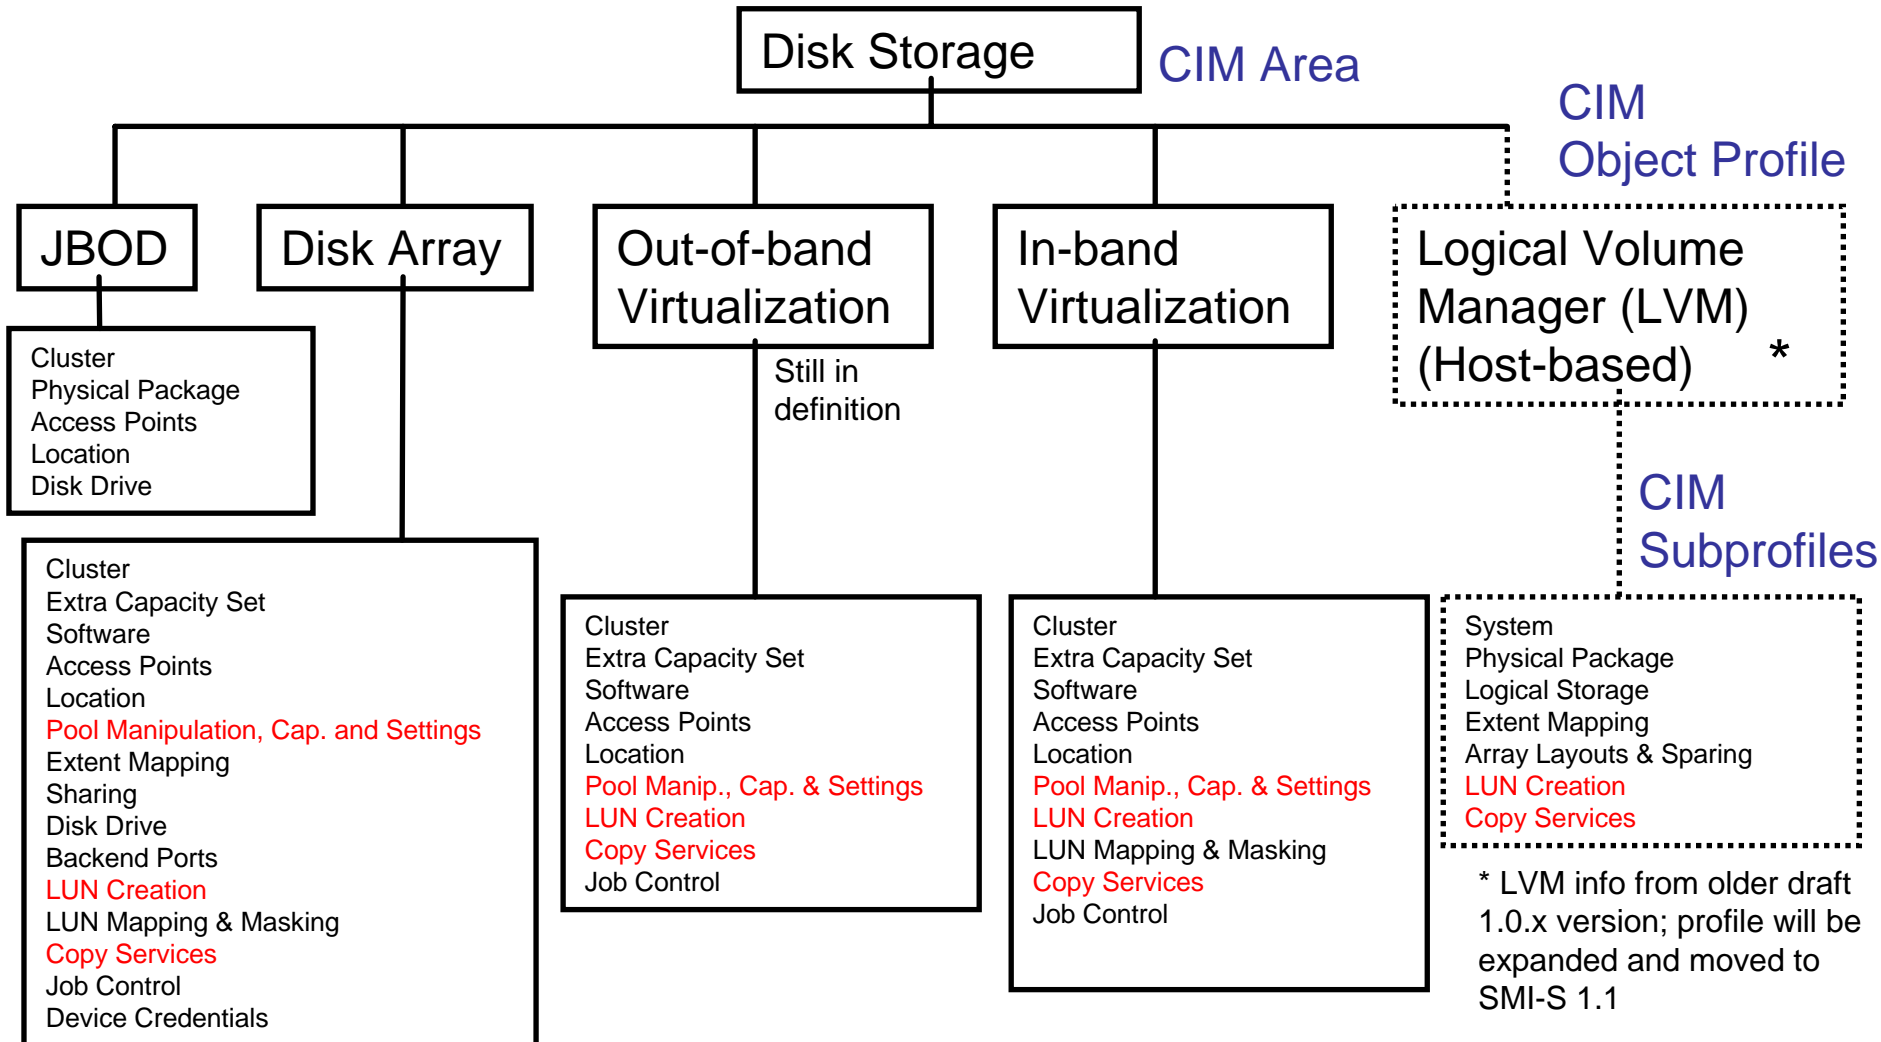 Disk Storage
CIM Area
CIM
Object Profile
JBOD
Disk Array
Out-of-band
Virtualization
In-band
Virtualization
Logical Volume
Manager (LVM)
(Host-based) *
Still in
definition
Cluster
Physical Package
Access Points
Location
Disk Drive
CIM
Subprofiles
Cluster
Extra Capacity Set
Software
Access Points
Location
Pool Manipulation, Cap. and Settings
Extent Mapping
Sharing
Disk Drive
Backend Ports
LUN Creation
LUN Mapping & Masking
Copy Services
Job Control
Device Credentials
Cluster
Extra Capacity Set
Software
Access Points
Location
Pool Manip., Cap. & Settings
LUN Creation
Copy Services
Job Control
Cluster
Extra Capacity Set
Software
Access Points
Location
Pool Manip., Cap. & Settings
LUN Creation
LUN Mapping & Masking
Copy Services
Job Control
System
Physical Package
Logical Storage
Extent Mapping
Array Layouts & Sparing
LUN Creation
Copy Services
* LVM info from older draft
1.0.x version; profile will be
expanded and moved to
SMI-S 1.1